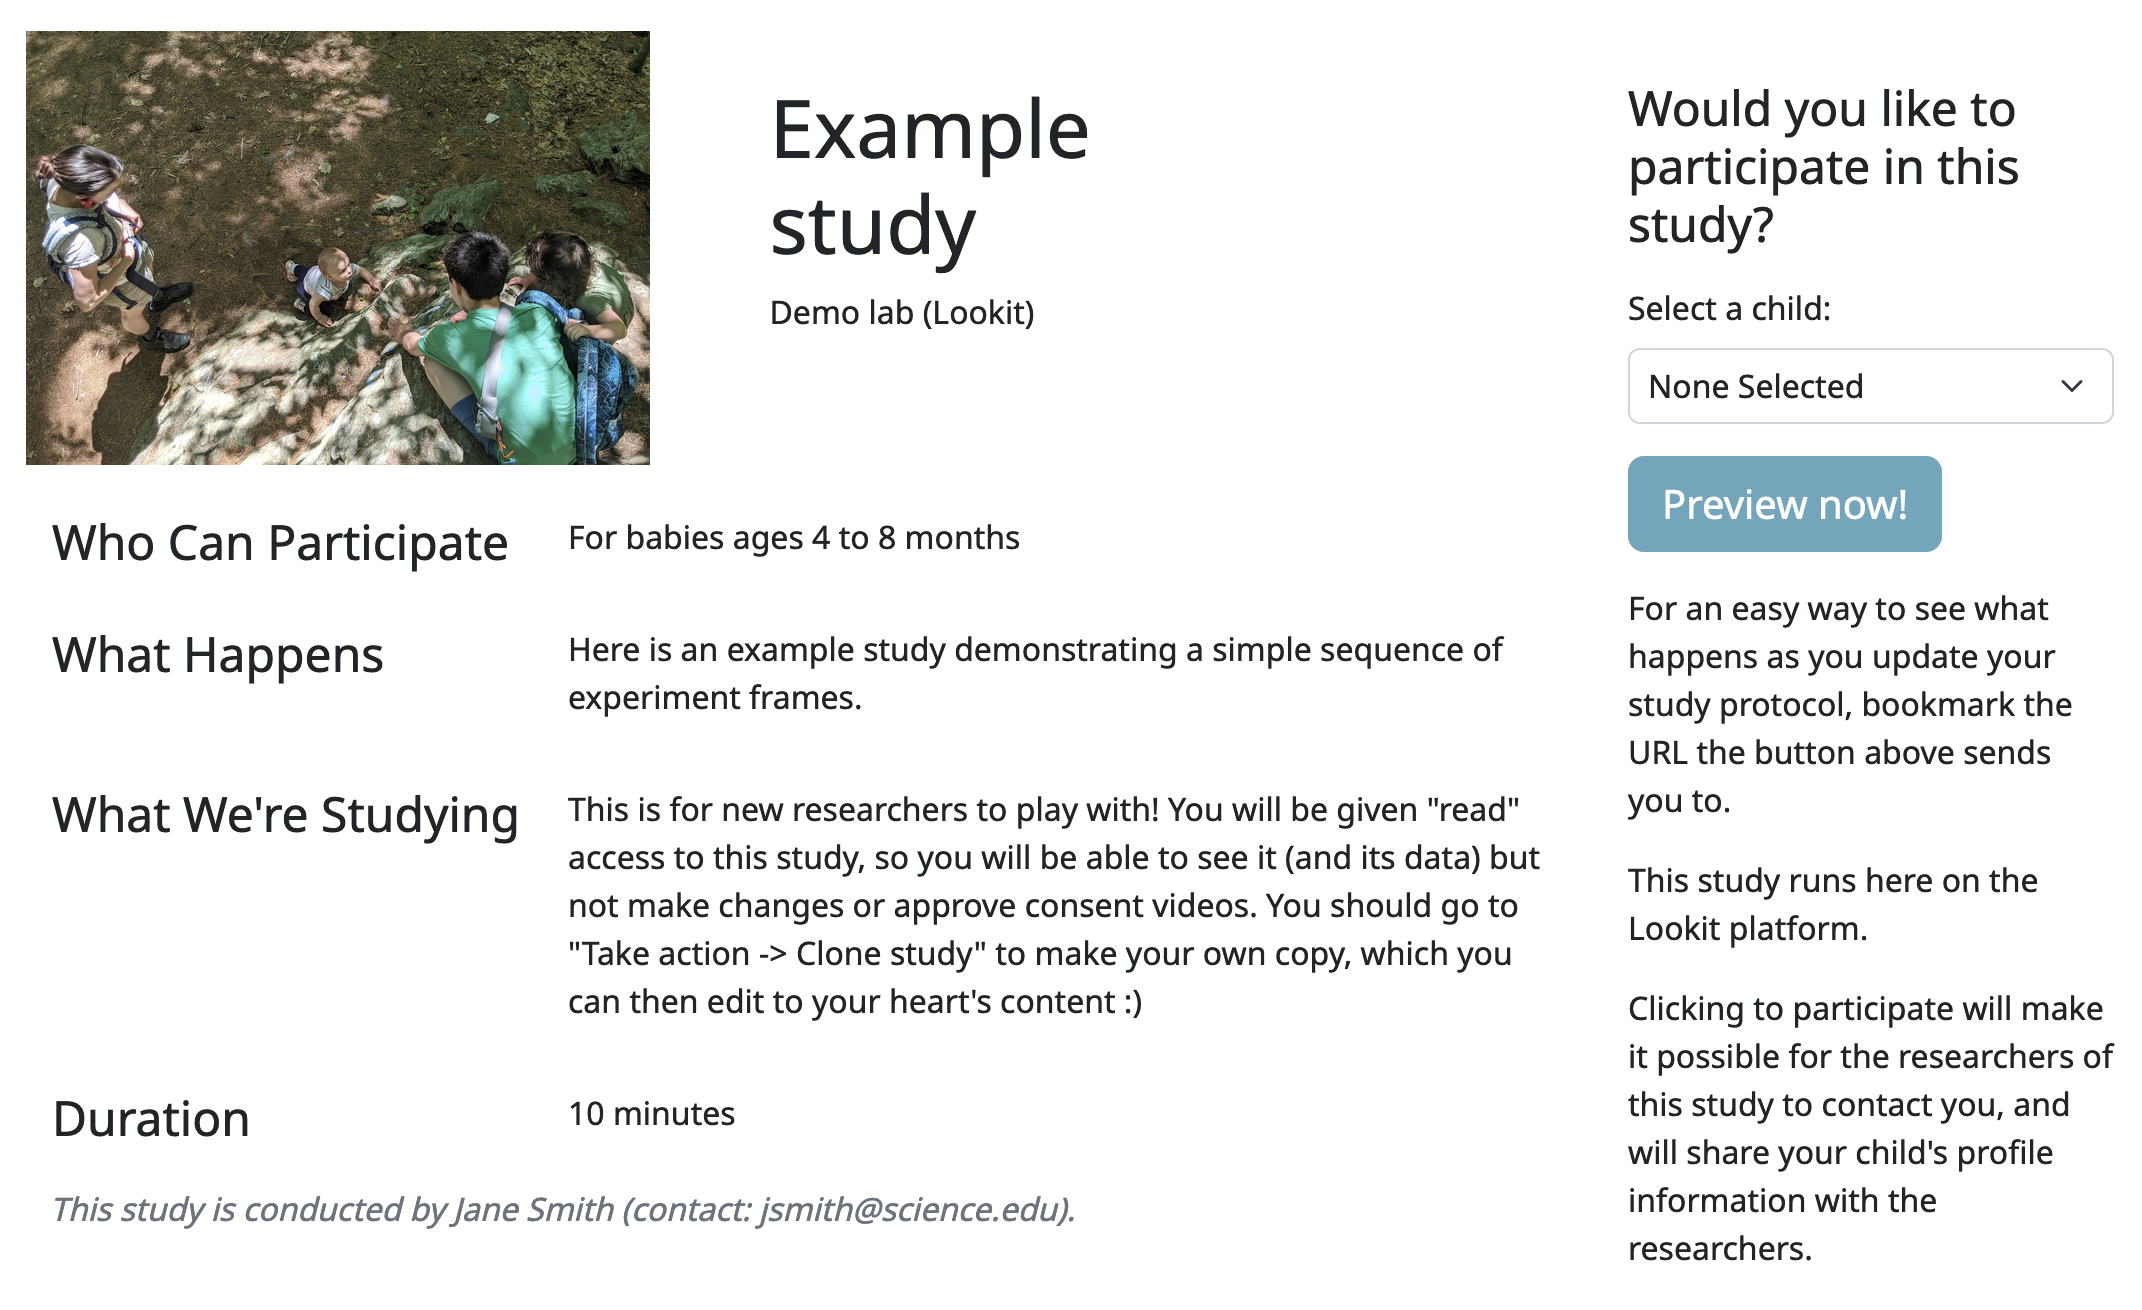 Example
study
Demo lab (Lookit)
Who Can Participate
For babies ages 4 to 8 months
What Happens
Here is an example study demonstrating a simple sequence of
experiment frames.
What We're Studying
This is for new researchers to play with! You will be given "read"
access to this study, so you will be able to see it (and its data) but
not make changes or approve consent videos. You should go to
"Take action -> Clone study" to make your own copy, which you
can then edit to your heart's content :)
Duration
10 minutes
This study is conducted by Jane Smith (contact: jsmith@science.edu).
Would you like to
participate in this
study?
Select a child:
None Selected
Preview now!
For an easy way to see what
happens as you update your
study protocol, bookmark the
URL the button above sends
you to.
This study runs here on the
Lookit platform.
Clicking to participate will make
it possible for the researchers of
this study to contact you, and
will share your child's profile
information with the
researchers.